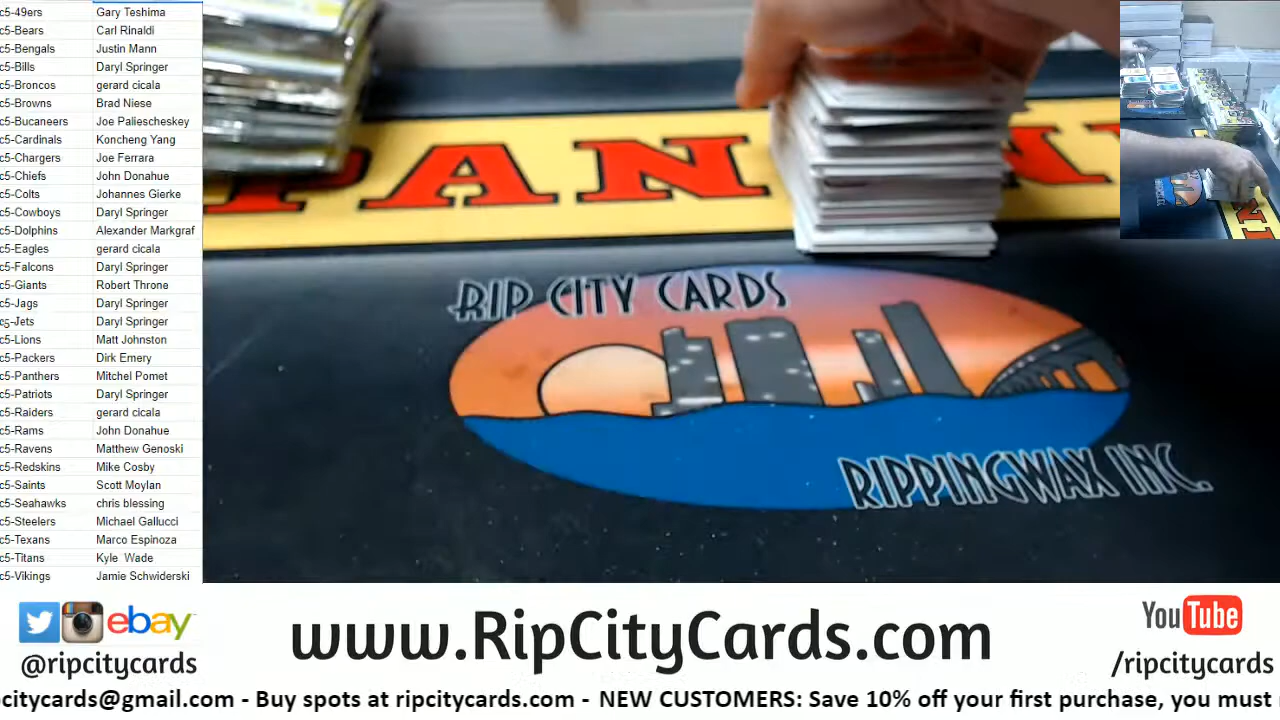 c5-49ers Gary Teshima
c5-Bears Carl Rinaldi
c5-Bengals Justin Mann
c5-Bills Daryl Springer
c5-Broncos gerard cicala
c5-Browns Brad Niese
c5-Bucaneers Joe Paliescheskey
c5-Cardinals Koncheng Yang
c5-Chargers Joe Ferrara
c5-Chiefs John Donahue
c5-Colts Johannes Gierke
c5-Cowboys Daryl Springer
c5-Dolphins Alexander Markgraf
c5-Eagles gerard cicala
c5-Falcons Daryl Springer
c5-Giants Robert Throne
c5-Jags Daryl Springer
c5-Jets Daryl Springer
c5-Lions Matt Johnston
c5-Packers Dirk Emery
c5-Panthers Mitchel Pomet
c5-Patriots Daryl Springer
c5-Raiders gerard cicala
c5-Rams John Donahue
c5-Ravens Matthew Genoski
c5-Redskins Mike Cosby
c5-Saints Scott Moylan
c5-Seahawks chris blessing
c5-Steelers Michael Gallucci
c5-Texans Marco Espinoza
c5-Titans Kyle Wade
c5-Vikings Jamie Schwiderski
PAN NI
RIP CITY CARDS
RIPPINGWAX INC.
NI
ebay
@ripcitycards
www.RipCityCards.com
YouTube
/ripcitycards
citycards@gmail.com - Buy spots at ripcitycards.com - NEW CUSTOMERS: Save 10% off your first purchase, you must